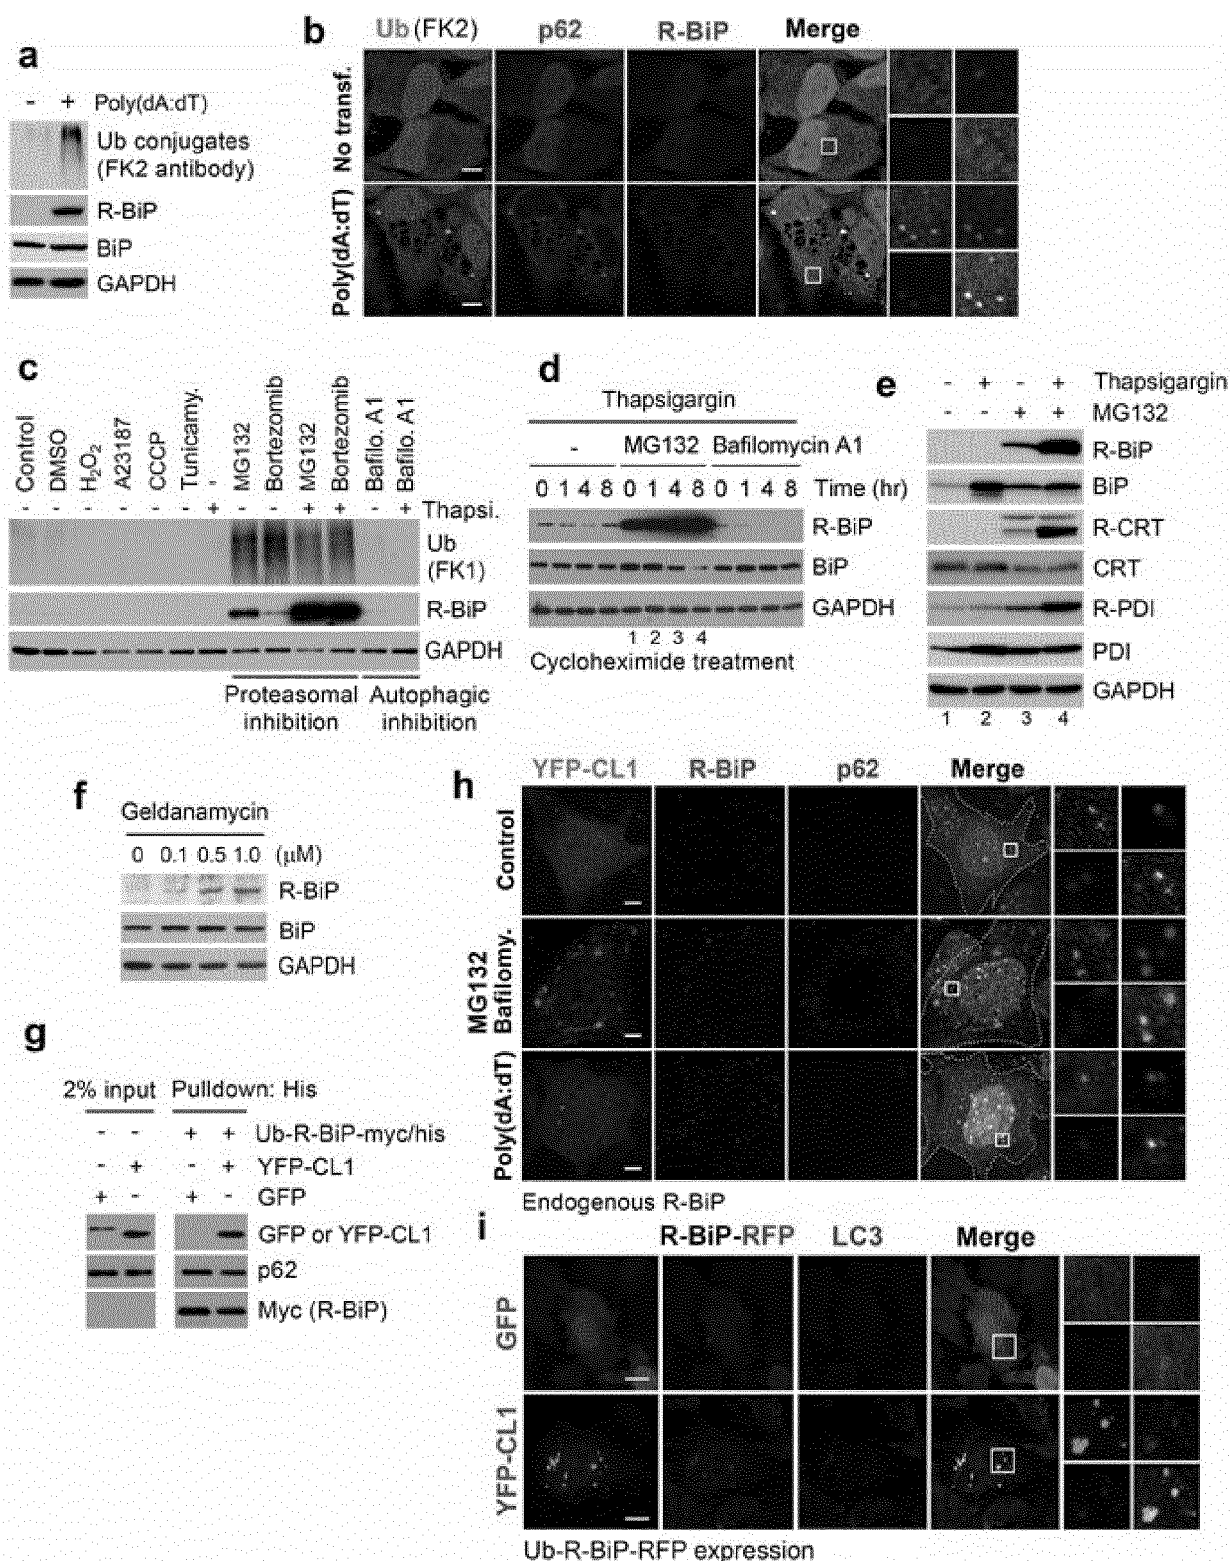 a
- + Poly(dA:dT)
Ub conjugates
(FK2 antibody)
R-BiP
BiP
GAPDH
b
Ub (FK2) p62 R-BiP Merge
No transf.
Poly(dA:dT)
c
Control
DMSO
H2O2
A23187
CCCP
Tunicamy.
-
MG132
Bortezomib
MG132
Bortezomib
Bafilo. A1
Bafilo. A1
+ + + + Thapsi.
Ub
(FK1)
R-BiP
GAPDH
Proteasomal
inhibition
Autophagic
inhibition
d
Thapsigargin
- MG132 Bafilomycin A1
0 1 4 8 0 1 4 8 0 1 4 8 Time (hr)
R-BiP
BiP
GAPDH
1 2 3 4
Cycloheximide treatment
e
- + - + Thapsigargin
- - + + MG132
R-BiP
BiP
R-CRT
CRT
R-PDI
PDI
GAPDH
1 2 3 4
f
Geldanamycin
0 0.1 0.5 1.0 (μM)
R-BiP
BiP
GAPDH
g
2% input Pulldown: His
- - + + Ub-R-BiP-myc/his
- + - + YFP-CL1
+ - + - GFP
GFP or YFP-CL1
p62
Myc (R-BiP)
h
YFP-CL1 R-BiP p62 Merge
Control
MG132
Bafilomy.
Poly(dA:dT)
Endogenous R-BiP
i
R-BiP-RFP LC3 Merge
GFP
YFP-CL1
Ub-R-BiP-RFP expression